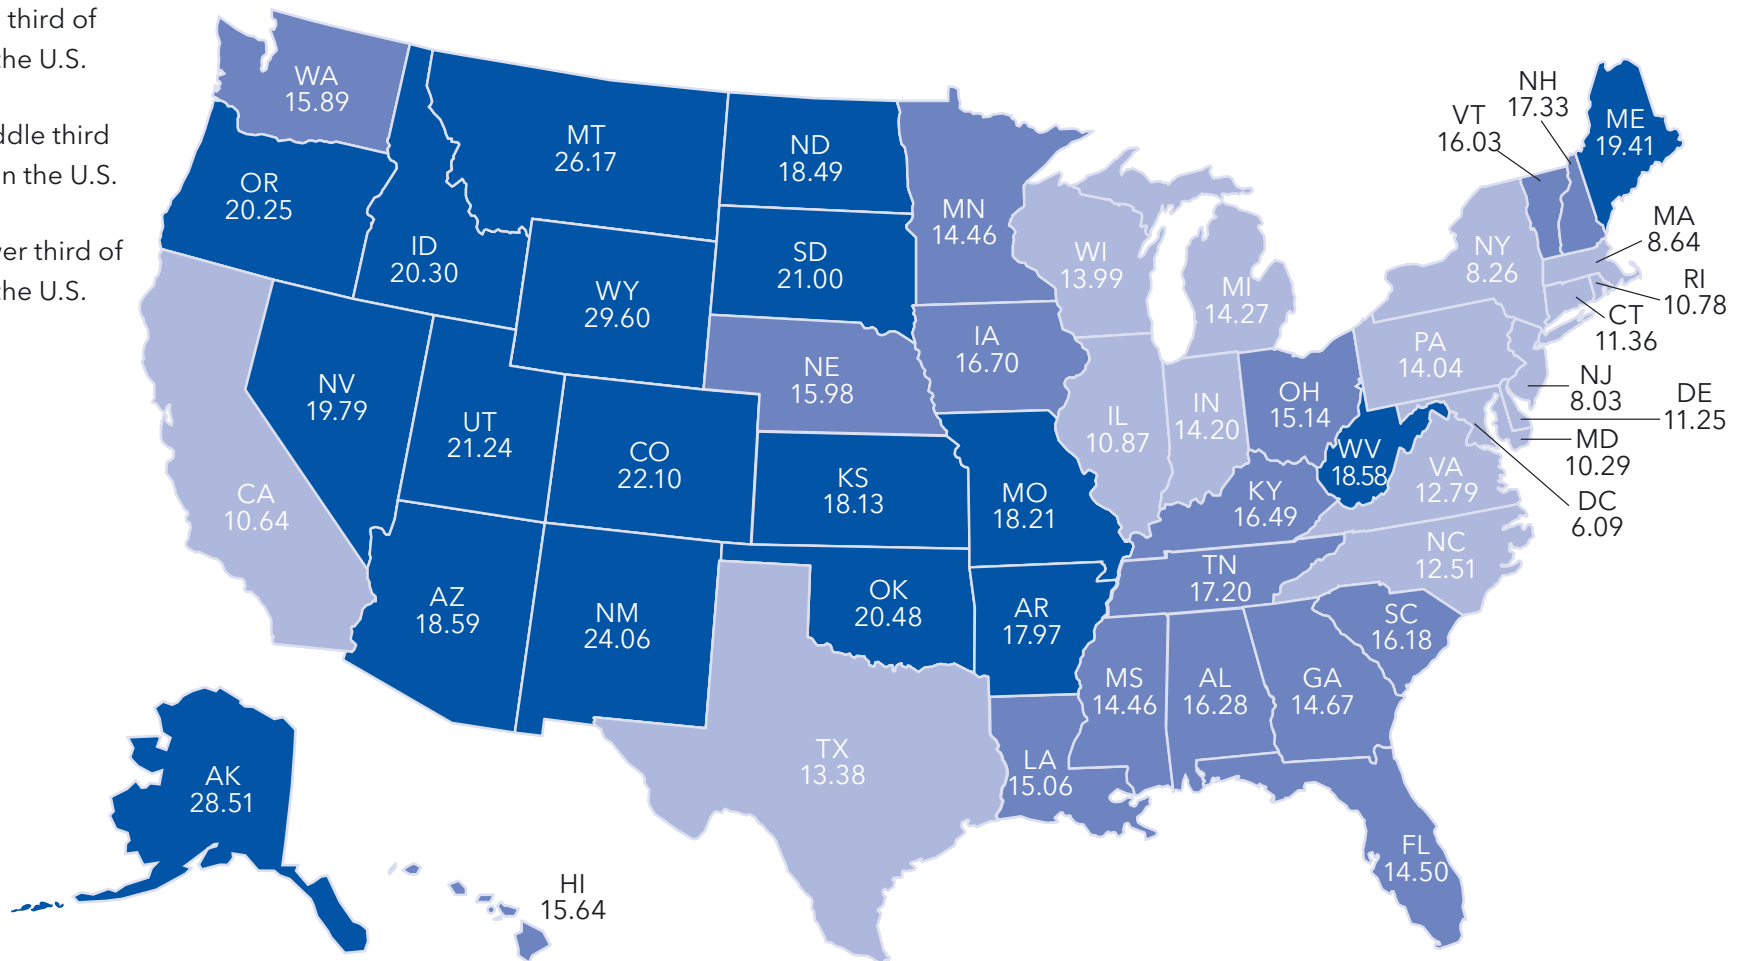 third of
the U.S.
ddle third
in the U.S.
er third of
the U.S.
WA
15.89
OR
20.25
ID
20.30
MT
26.17
ND
18.49
SD
21.00
WY
29.60
NV
19.79
UT
21.24
CO
22.10
CA
10.64
AZ
18.59
NM
24.06
NE
15.98
KS
18.13
OK
20.48
TX
13.38
MN
14.46
IA
16.70
MO
18.21
AR
17.97
LA
15.06
WI
13.99
MI
14.27
IL
10.87
IN
14.20
OH
15.14
KY
16.49
TN
17.20
MS
14.46
AL
16.28
GA
14.67
FL
14.50
SC
16.18
NC
12.51
VA
12.79
WV
18.58
PA
14.04
NY
8.26
VT
16.03
NH
17.33
ME
19.41
MA
8.64
RI
10.78
CT
11.36
NJ
8.03
DE
11.25
MD
10.29
DC
6.09
AK
28.51
HI
15.64